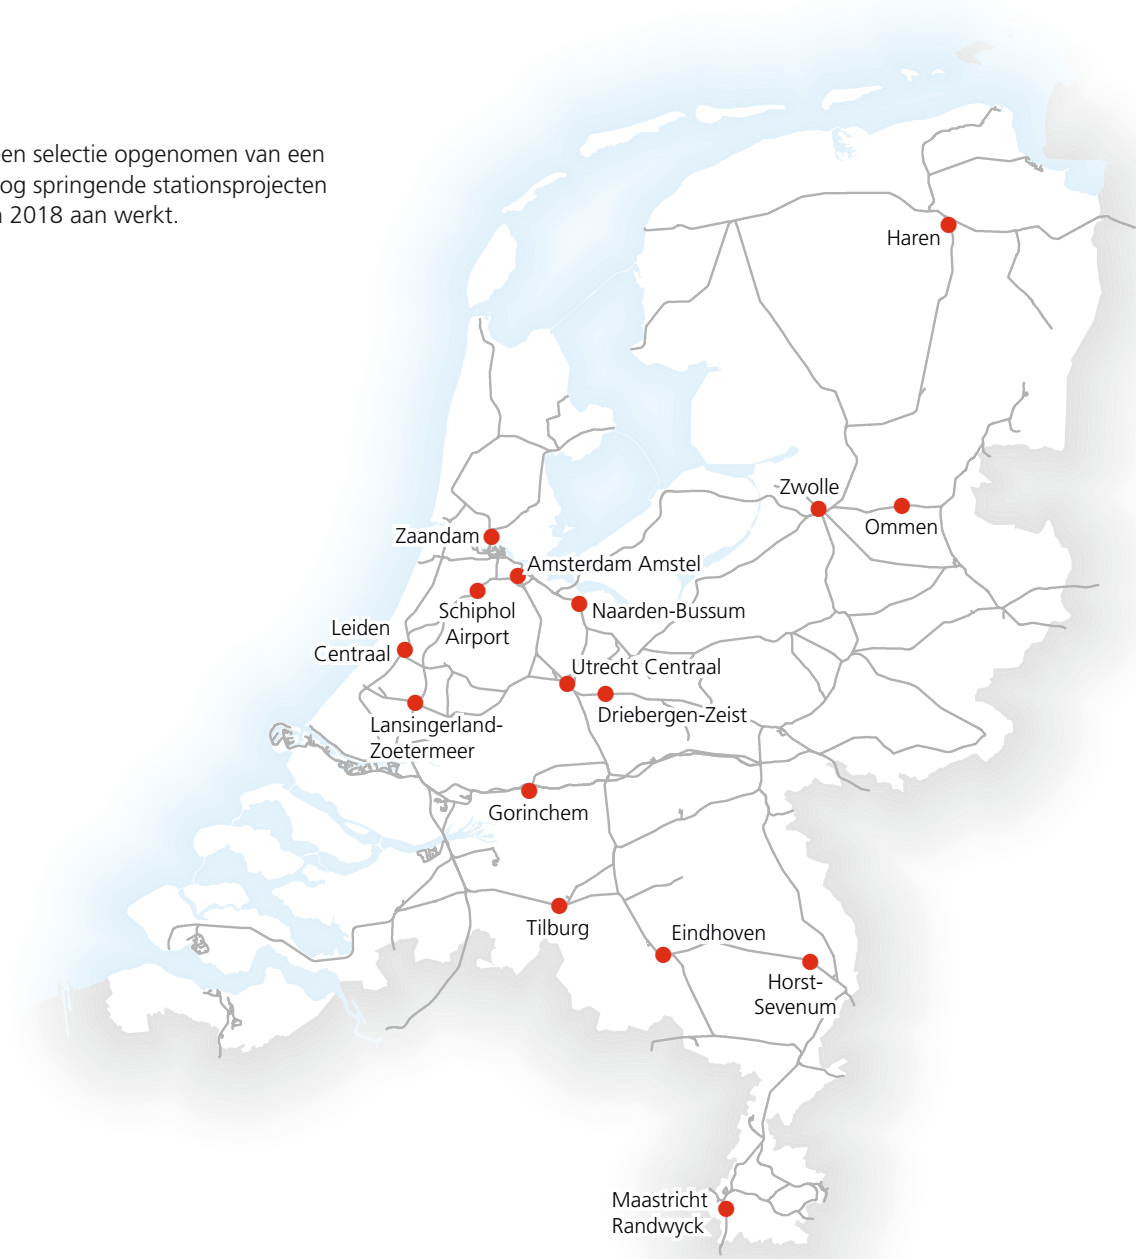 en selectie opgenomen van een
og springende stationsprojecten
2018 aan werkt.
Haren
Zwolle
Ommen
Zaandam
Amsterdam Amstel
Schiphol
Airport
Naarden-Bussum
Leiden
Centraal
Utrecht Centraal
Driebergen-Zeist
Lansingerland-
Zoetermeer
Gorinchem
Tilburg
Eindhoven
Horst-
Sevenum
Maastricht
Randwyck